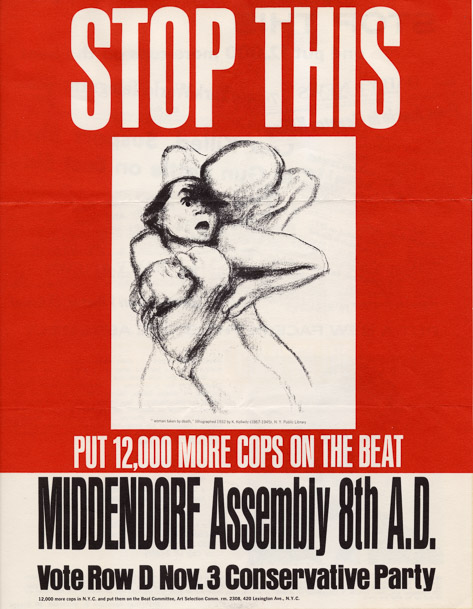 STOP THIS
" woman taken by death, " lithographed 1921 by K. Kollwitz (1867-1945), N. Y. Public Library
PUT 12,000 MORE COPS ON THE BEAT
MIDDENDORF Assembly 8th A.D.
Vote Row D Nov. 3 Conservative Party
12,000 more cops in N.Y.C. and put them on the Beat Committee, Art Selection Comm. rm. 2308, 420 Lexington Ave., N.Y.C.